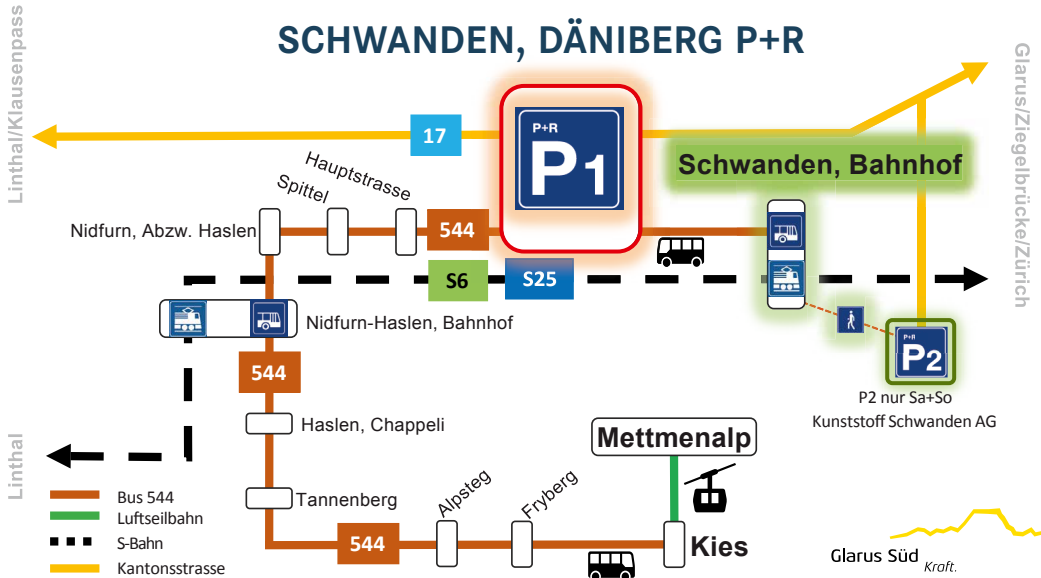 SCHWANDEN, DÄNIBERG P+R
Linthal/Klausenpass
Glarus/Ziegelbrücke/Zürich
17
P+R
P1
Schwanden, Bahnhof
Hauptstrasse
Spittel
Nidfurn, Abzw. Haslen
544
S6
S25
Nidfurn-Haslen, Bahnhof
P+R
P2
P2 nur Sa+So
Kunststoff Schwanden AG
544
Haslen, Chappeli
Mettmenalp
Linthal
Tannenberg
Alpsteg
Fryberg
544
Kies
Bus 544
Luftseilbahn
S-Bahn
Kantonsstrasse
Glarus Süd
Kraft.